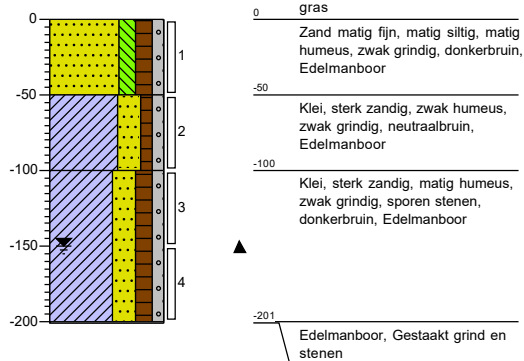 0
-50
-100
-150
-200
1
2
3
4
0
gras
Zand matig fijn, matig siltig, matig
humeus, zwak grindig, donkerbruin,
Edelmanboor
-50
Klei, sterk zandig, zwak humeus,
zwak grindig, neutraalbruin,
Edelmanboor
-100
Klei, sterk zandig, matig humeus,
zwak grindig, sporen stenen,
donkerbruin, Edelmanboor
-201
Edelmanboor, Gestaakt grind en
stenen